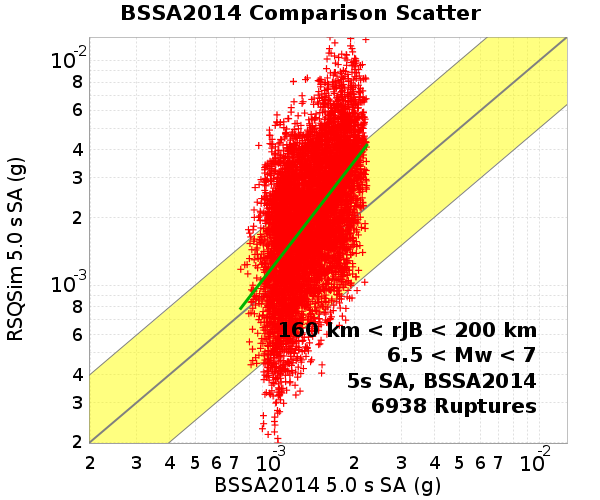 BSSA2014 Comparison Scatter
RSQSim 5.0 s SA (g)
10-2
8
6
4
3
2
10-3
8
6
4
3
2
160 km < rJB < 200 km
6.5 < Mw < 7
5s SA, BSSA2014
6938 Ruptures
2 3 4 5 6 7 10-3 2 3 4 5 6 7 10-2
BSSA2014 5.0 s SA (g)